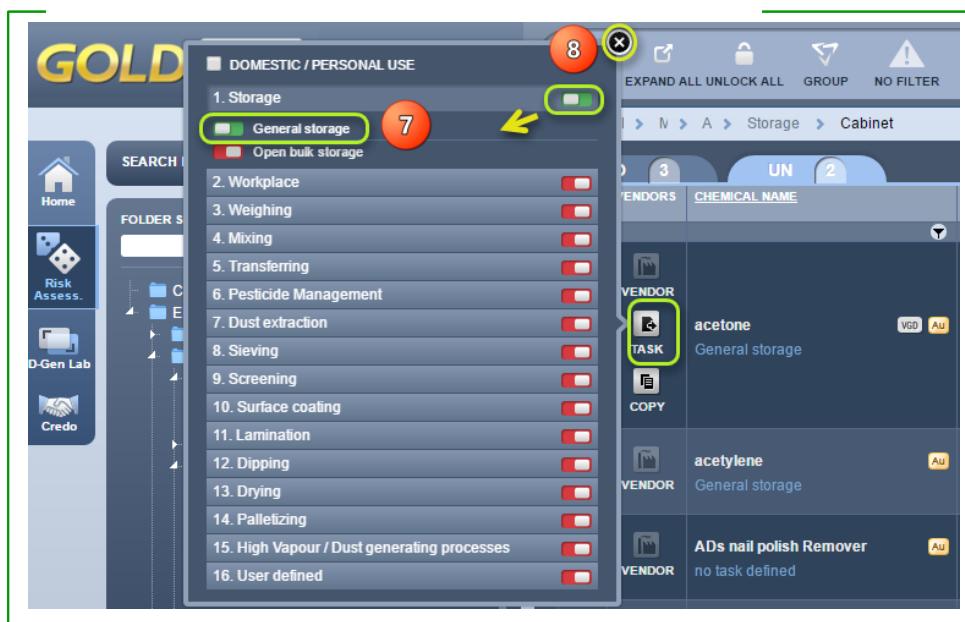 GOLD
EXPAND ALL UNLOCK ALL GROUP NO FILTER
DOMESTIC / PERSONAL USE
8
1. Storage
General storage
7
Open bulk storage
2. Workplace
3. Weighing
4. Mixing
5. Transferring
6. Pesticide Management
7. Dust extraction
8. Sieving
9. Screening
10. Surface coating
11. Lamination
12. Dipping
13. Drying
14. Palletizing
15. High Vapour / Dust generating processes
16. User defined
> A > Storage > Cabinet
3
UN 2
VENDORS CHEMICAL NAME
Home
Risk Assess.
D-Gen Lab
Credo
SEARCH
FOLDER S
C
E
VENDOR
TASK
COPY
acetone VGD Au
General storage
VENDOR
acetylene Au
General storage
VENDOR
ADs nail polish Remover Au
no task defined